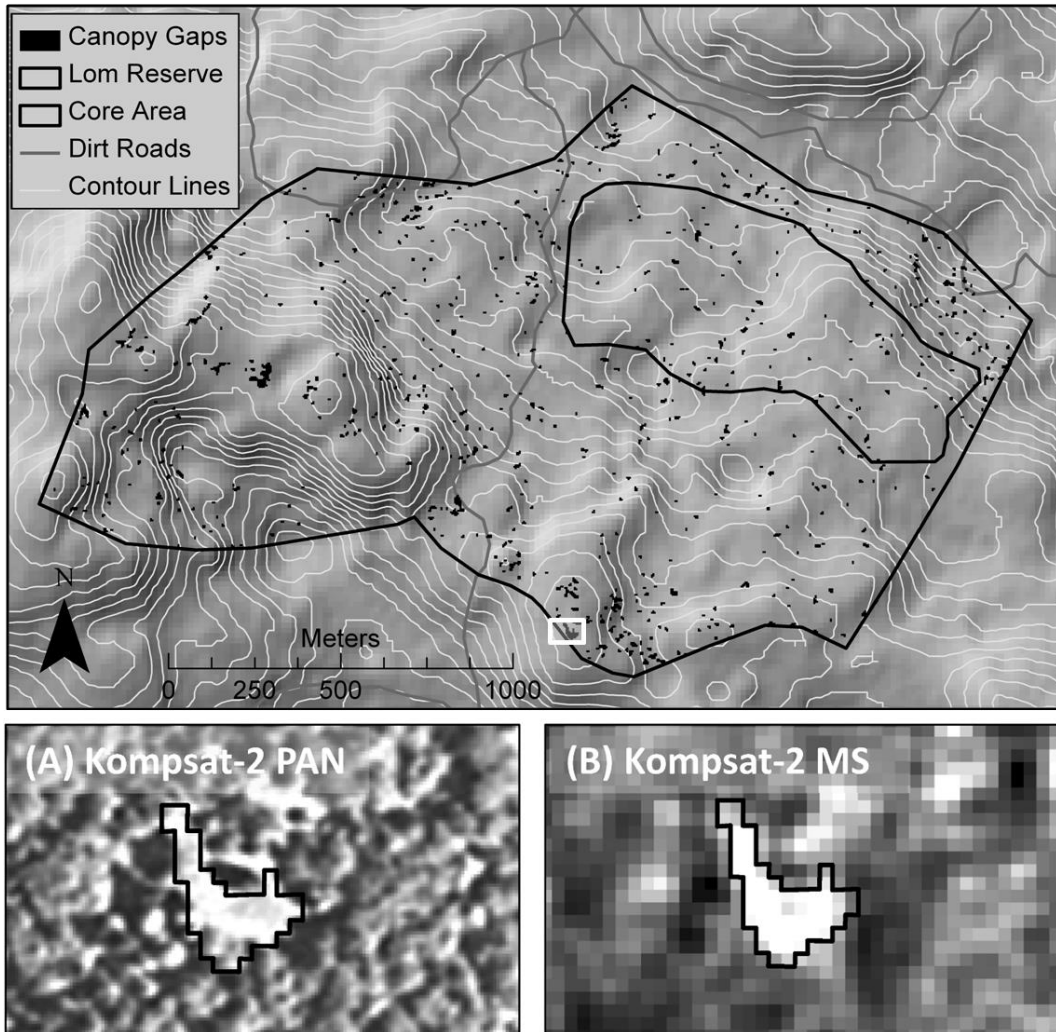 Canopy Gaps
Lom Reserve
Core Area
Dirt Roads
Contour Lines
N
Meters
0 250 500 1000
(A) Kompsat-2 PAN
(B) Kompsat-2 MS